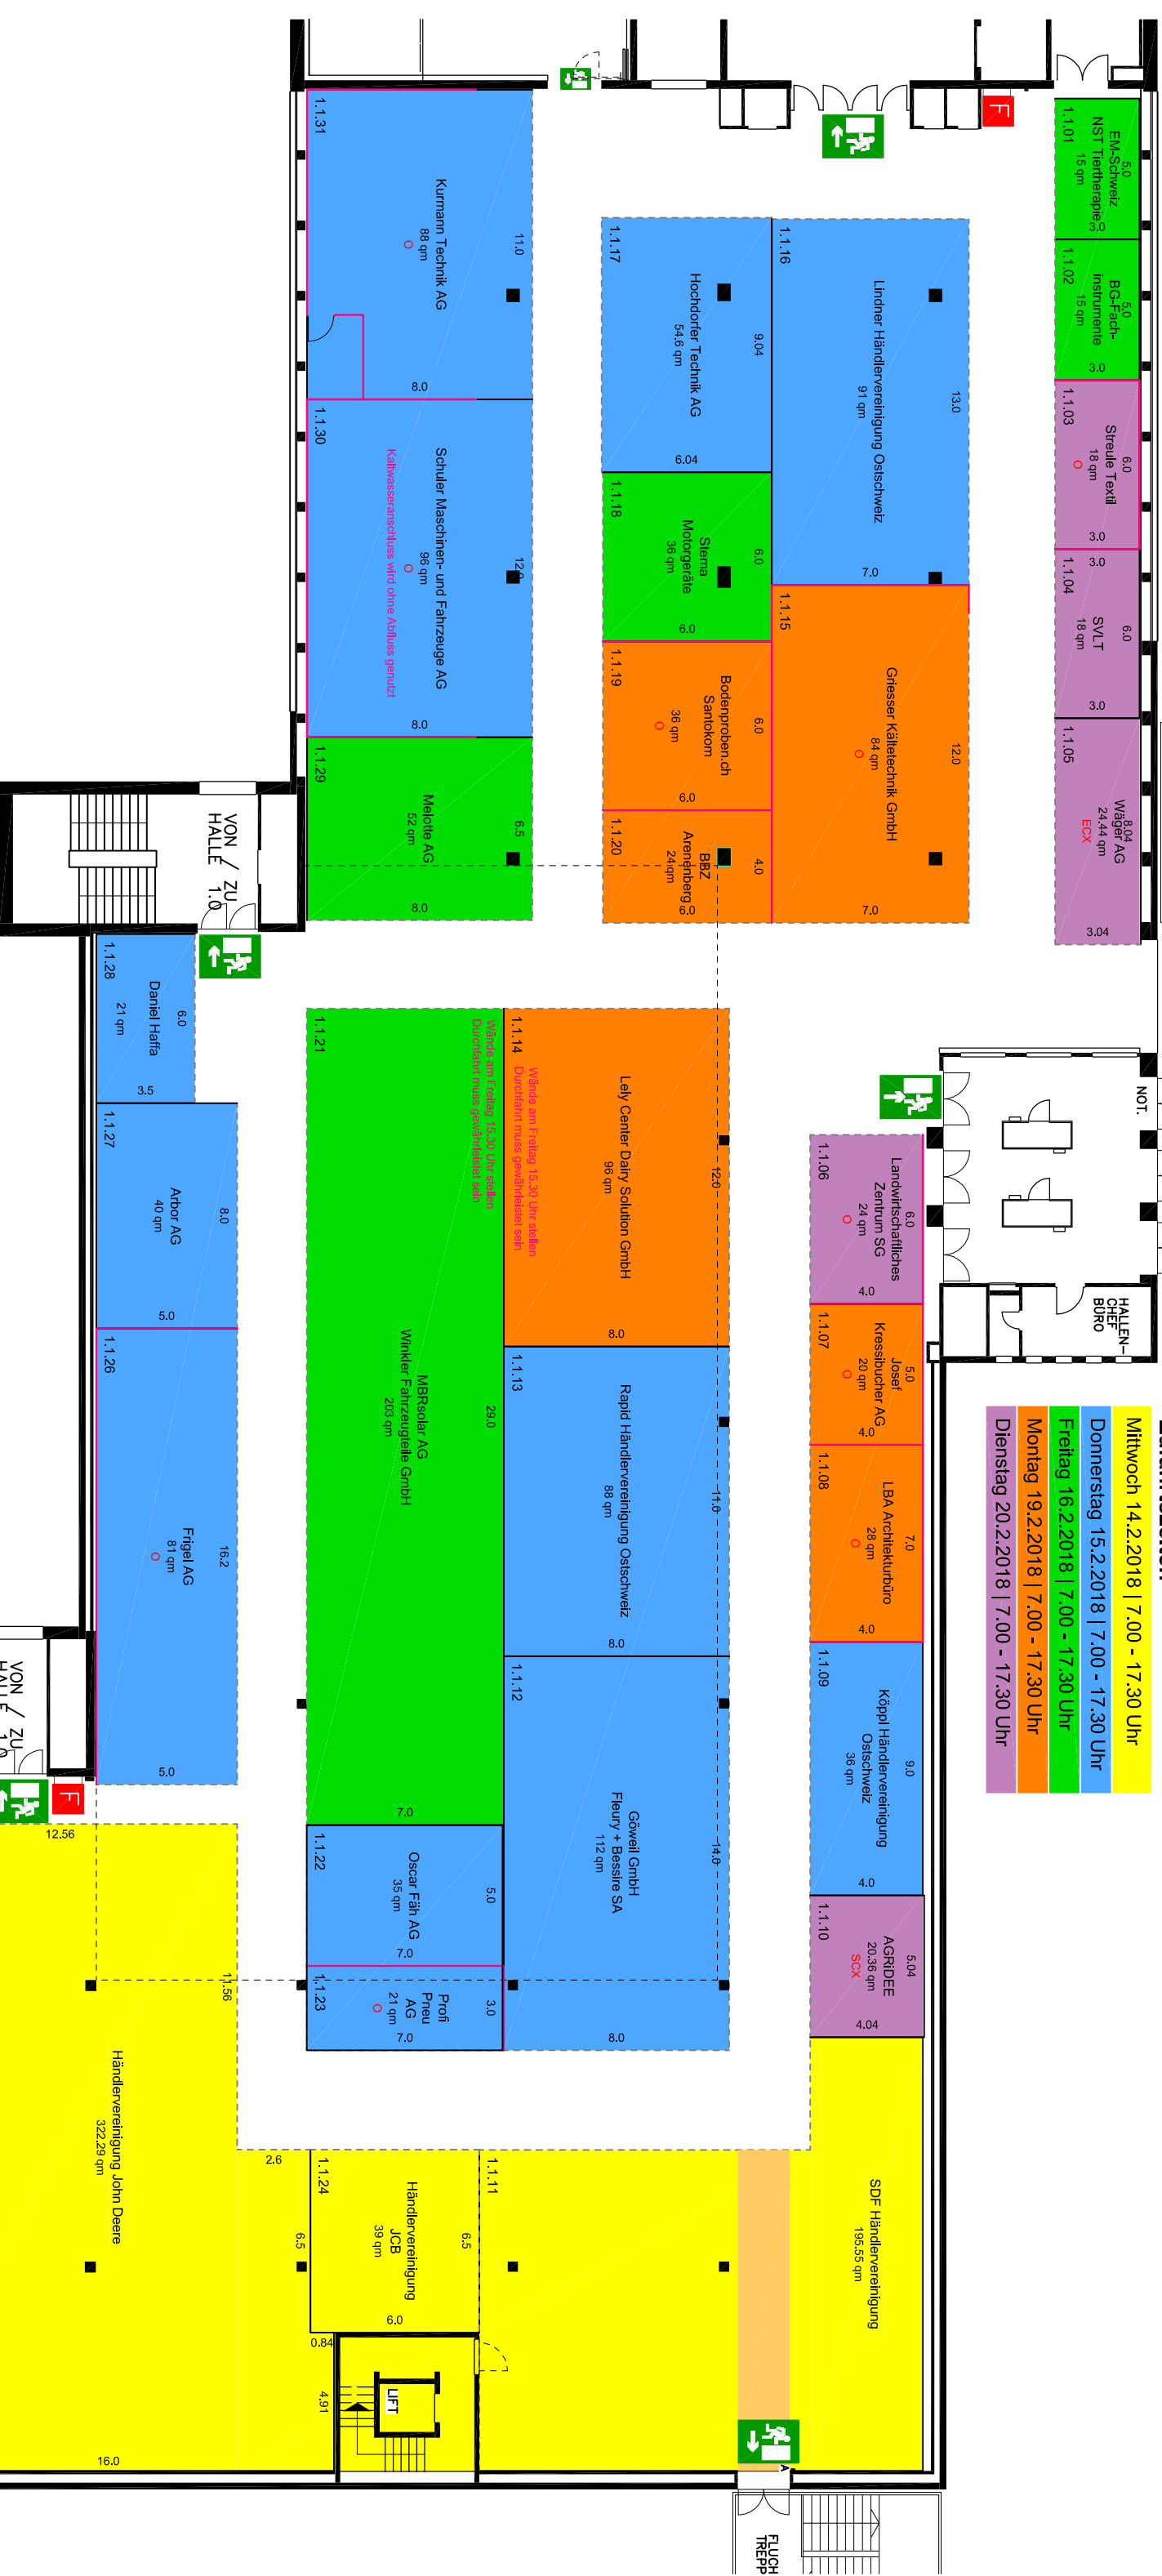 1.1.01
EM-Schweiz
NST Tiertherapie
15 qm
5.0
3.0
1.1.02
BG-Fach-
instrumente
15 qm
5.0
3.0
1.1.03
Streule Textil
18 qm
6.0
3.0
1.1.04
SVLT
18 qm
6.0
3.0
3.0
1.1.05
Wäger AG
24.44 qm
ECX
8.04
3.04
F
1.1.16
Lindner Händlervereinigung Ostschweiz
91 qm
13.0
7.0
1.1.15
Griesser Kältetechnik GmbH
84 qm
12.0
7.0
1.1.17
Hochdorfer Technik AG
54.6 qm
9.04
6.04
1.1.18
Stema
Motorgeräte
36 qm
6.0
6.0
1.1.19
Bodenproben.ch
Santokom
36 qm
6.0
6.0
1.1.20
BBZ
Arenenberg
24 qm
4.0
6.0
1.1.31
Kurmann Technik AG
88 qm
11.0
8.0
1.1.30
Schuler Maschinen- und Fahrzeuge AG
96 qm
Kaltwasseranschluss wird ohne Abfluss genutzt
12.0
8.0
1.1.29
Melotte AG
52 qm
6.5
8.0
VON / ZU
HALLE 1.0
1.1.28
Daniel Haffa
21 qm
6.0
3.5
1.1.27
Arbor AG
40 qm
8.0
5.0
1.1.26
Frigel AG
81 qm
16.2
5.0
NOT.
HALLEN-
CHEF
BÜRO
Mittwoch 14.2.2018 | 7.00 - 17.30 Uhr
Donnerstag 15.2.2018 | 7.00 - 17.30 Uhr
Freitag 16.2.2018 | 7.00 - 17.30 Uhr
Montag 19.2.2018 | 7.00 - 17.30 Uhr
Dienstag 20.2.2018 | 7.00 - 17.30 Uhr
1.1.06
Landwirtschaftliches
Zentrum SG
24 qm
6.0
4.0
1.1.07
Josef
Kressibucher AG
20 qm
5.0
4.0
1.1.08
LBA Architekturbüro
28 qm
7.0
4.0
1.1.09
Köppl Händlervereinigung
Ostschweiz
36 qm
9.0
4.0
1.1.10
AGRiDEE
20.36 qm
SCX
5.04
4.04
1.1.14
Lely Center Dairy Solution GmbH
96 qm
Wände am Freitag 15.30 Uhr stellen
Durchfahrt muss gewährleistet sein
12.0
8.0
1.1.13
Rapid Händlervereinigung Ostschweiz
88 qm
11.0
8.0
1.1.12
Göweil GmbH
Fleury + Bessire SA
112 qm
14.0
8.0
1.1.21
Wände am Freitag 15.30 Uhr stellen
Durchfahrt muss gewährleistet sein
MBRsolar AG
Winkler Fahrzeugteile GmbH
203 qm
29.0
7.0
1.1.22
Oscar Fäh AG
35 qm
5.0
7.0
1.1.23
Profi
Pneu
AG
21 qm
3.0
7.0
VON / ZU
HALLE 1.0
F
12.56
11.56
Händlervereinigung John Deere
322.29 qm
2.6
6.5
16.0
1.1.24
Händlervereinigung
JCB
39 qm
6.5
6.0
0.84
4.91
LIFT
1.1.11
SDF Händlervereinigung
195.55 qm
A
FLUCH
TREPP